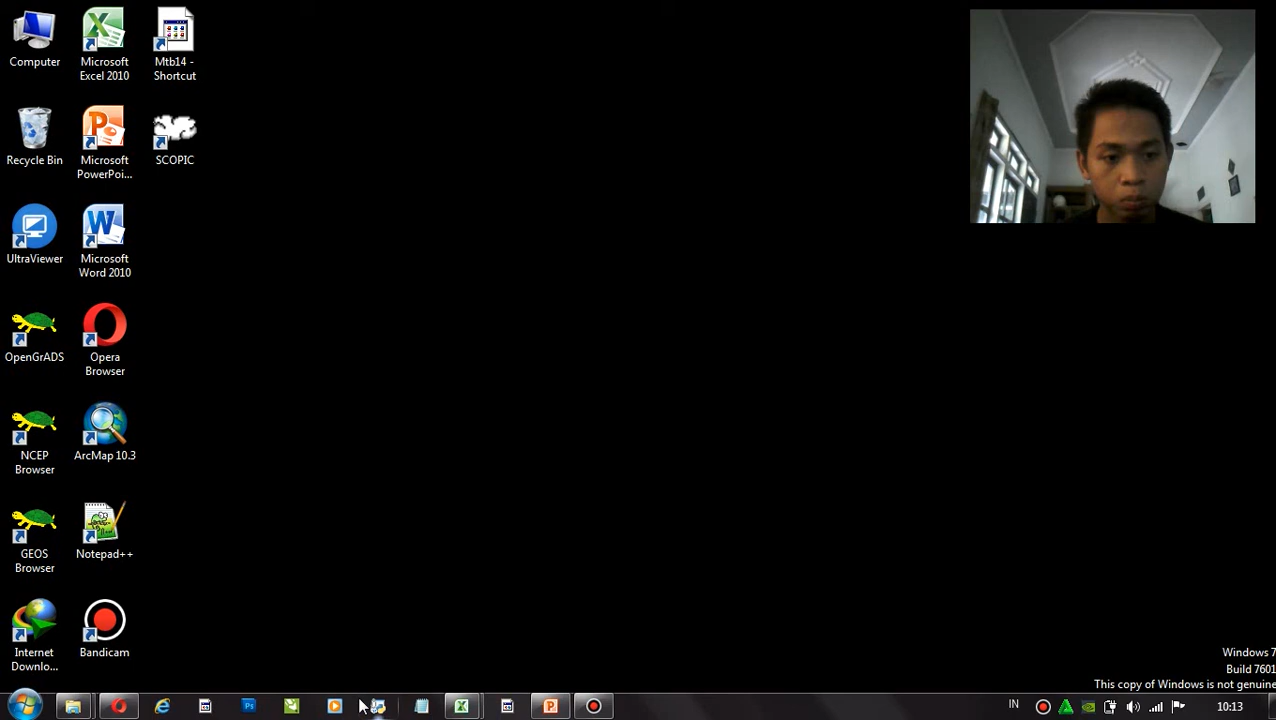 Computer
Microsoft
Excel 2010
Mtb14 -
Shortcut
Recycle Bin
Microsoft
PowerPoi...
SCOPIC
UltraViewer
Microsoft
Word 2010
OpenGrADS
Opera
Browser
NCEP
Browser
ArcMap 10.3
GEOS
Browser
Notepad++
Internet
Downlo...
Bandicam
Windows 7
Build 7601
This copy of Windows is not genuine
IN
10:13